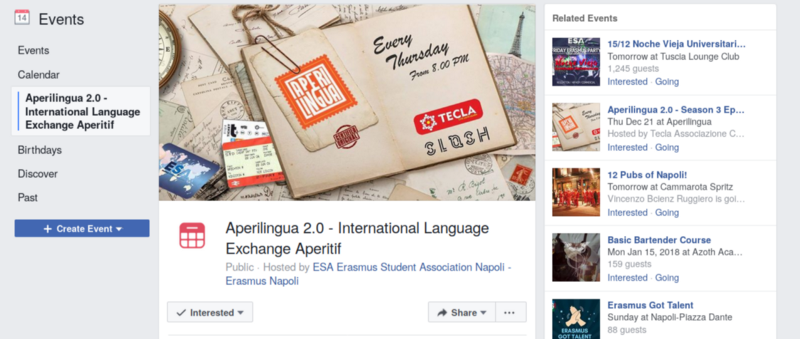 14
Events
Events
Calendar
Aperilingua 2.0 -
International Language
Exchange Aperitif
Birthdays
Discover
Past
+ Create Event
Every
Thursday
From 8.00 PM
APERI
LINGUA
TECLA
SLASH
Aperilingua 2.0 - International Language
Exchange Aperitif
Public · Hosted by ESA Erasmus Student Association Napoli -
Erasmus Napoli
Interested
Share
...
Related Events
15/12 Noche Vieja Universitari…
Tomorrow at Tuscia Lounge Club
1,245 guests
Interested · Going
Aperilingua 2.0 - Season 3 Ep…
Thu Dec 21 at Aperilingua
Hosted by Tecla Associazione C…
Interested · Going
12 Pubs of Napoli!
Tomorrow at Cammarota Spritz
Vincenzo Bcienz Ruggiero is goi…
Interested · Going
Basic Bartender Course
Mon Jan 15, 2018 at Azoth Aca…
159 guests
Interested · Going
ERASMUS
GOT TALENT
Erasmus Got Talent
Sunday at Napoli-Piazza Dante
88 guests